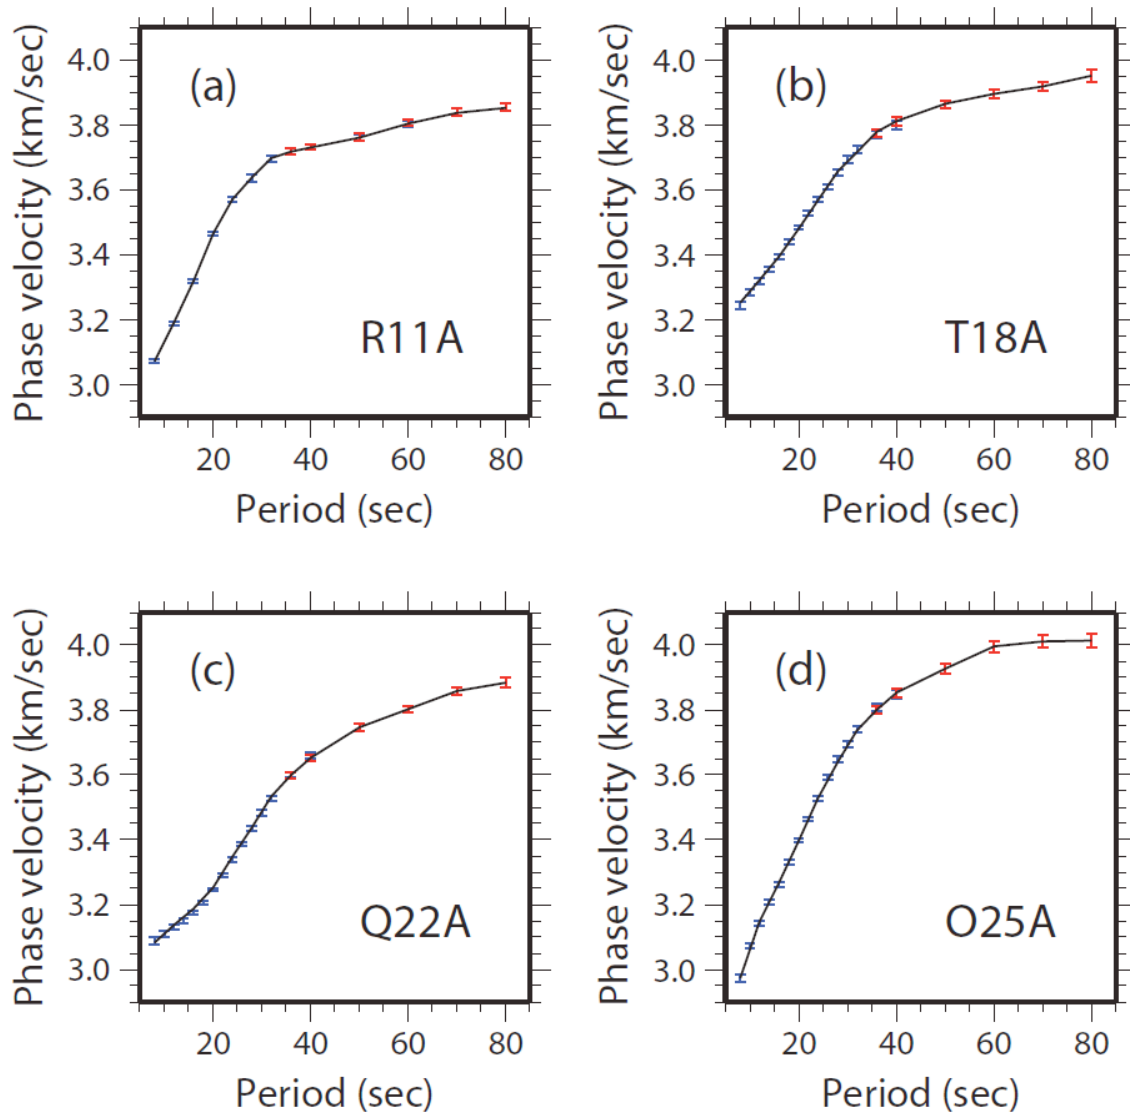 (a)
Phase velocity (km/sec)
4.0
3.8
3.6
3.4
3.2
3.0
R11A
20 40 60 80
Period (sec)
(b)
Phase velocity (km/sec)
4.0
3.8
3.6
3.4
3.2
3.0
T18A
20 40 60 80
Period (sec)
(c)
Phase velocity (km/sec)
4.0
3.8
3.6
3.4
3.2
3.0
Q22A
20 40 60 80
Period (sec)
(d)
Phase velocity (km/sec)
4.0
3.8
3.6
3.4
3.2
3.0
O25A
20 40 60 80
Period (sec)